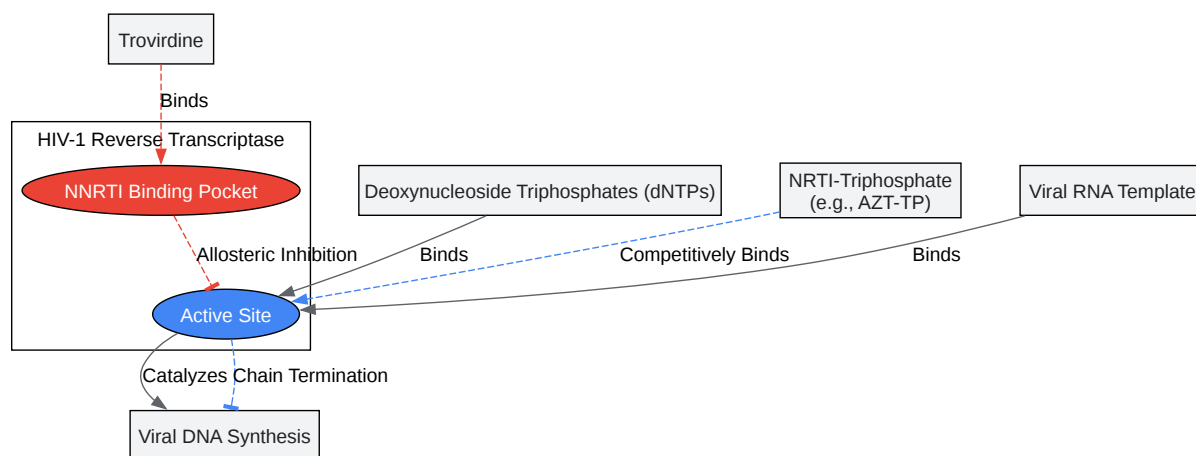 Trovirdine
Binds
HIV-1 Reverse Transcriptase
NNRTI Binding Pocket
Deoxynucleoside Triphosphates (dNTPs)
NRTI-Triphosphate
(e.g., AZT-TP)
Viral RNA Template
Allosteric Inhibition
Binds
Competitively Binds
Binds
Active Site
Catalyzes
Chain Termination
Viral DNA Synthesis